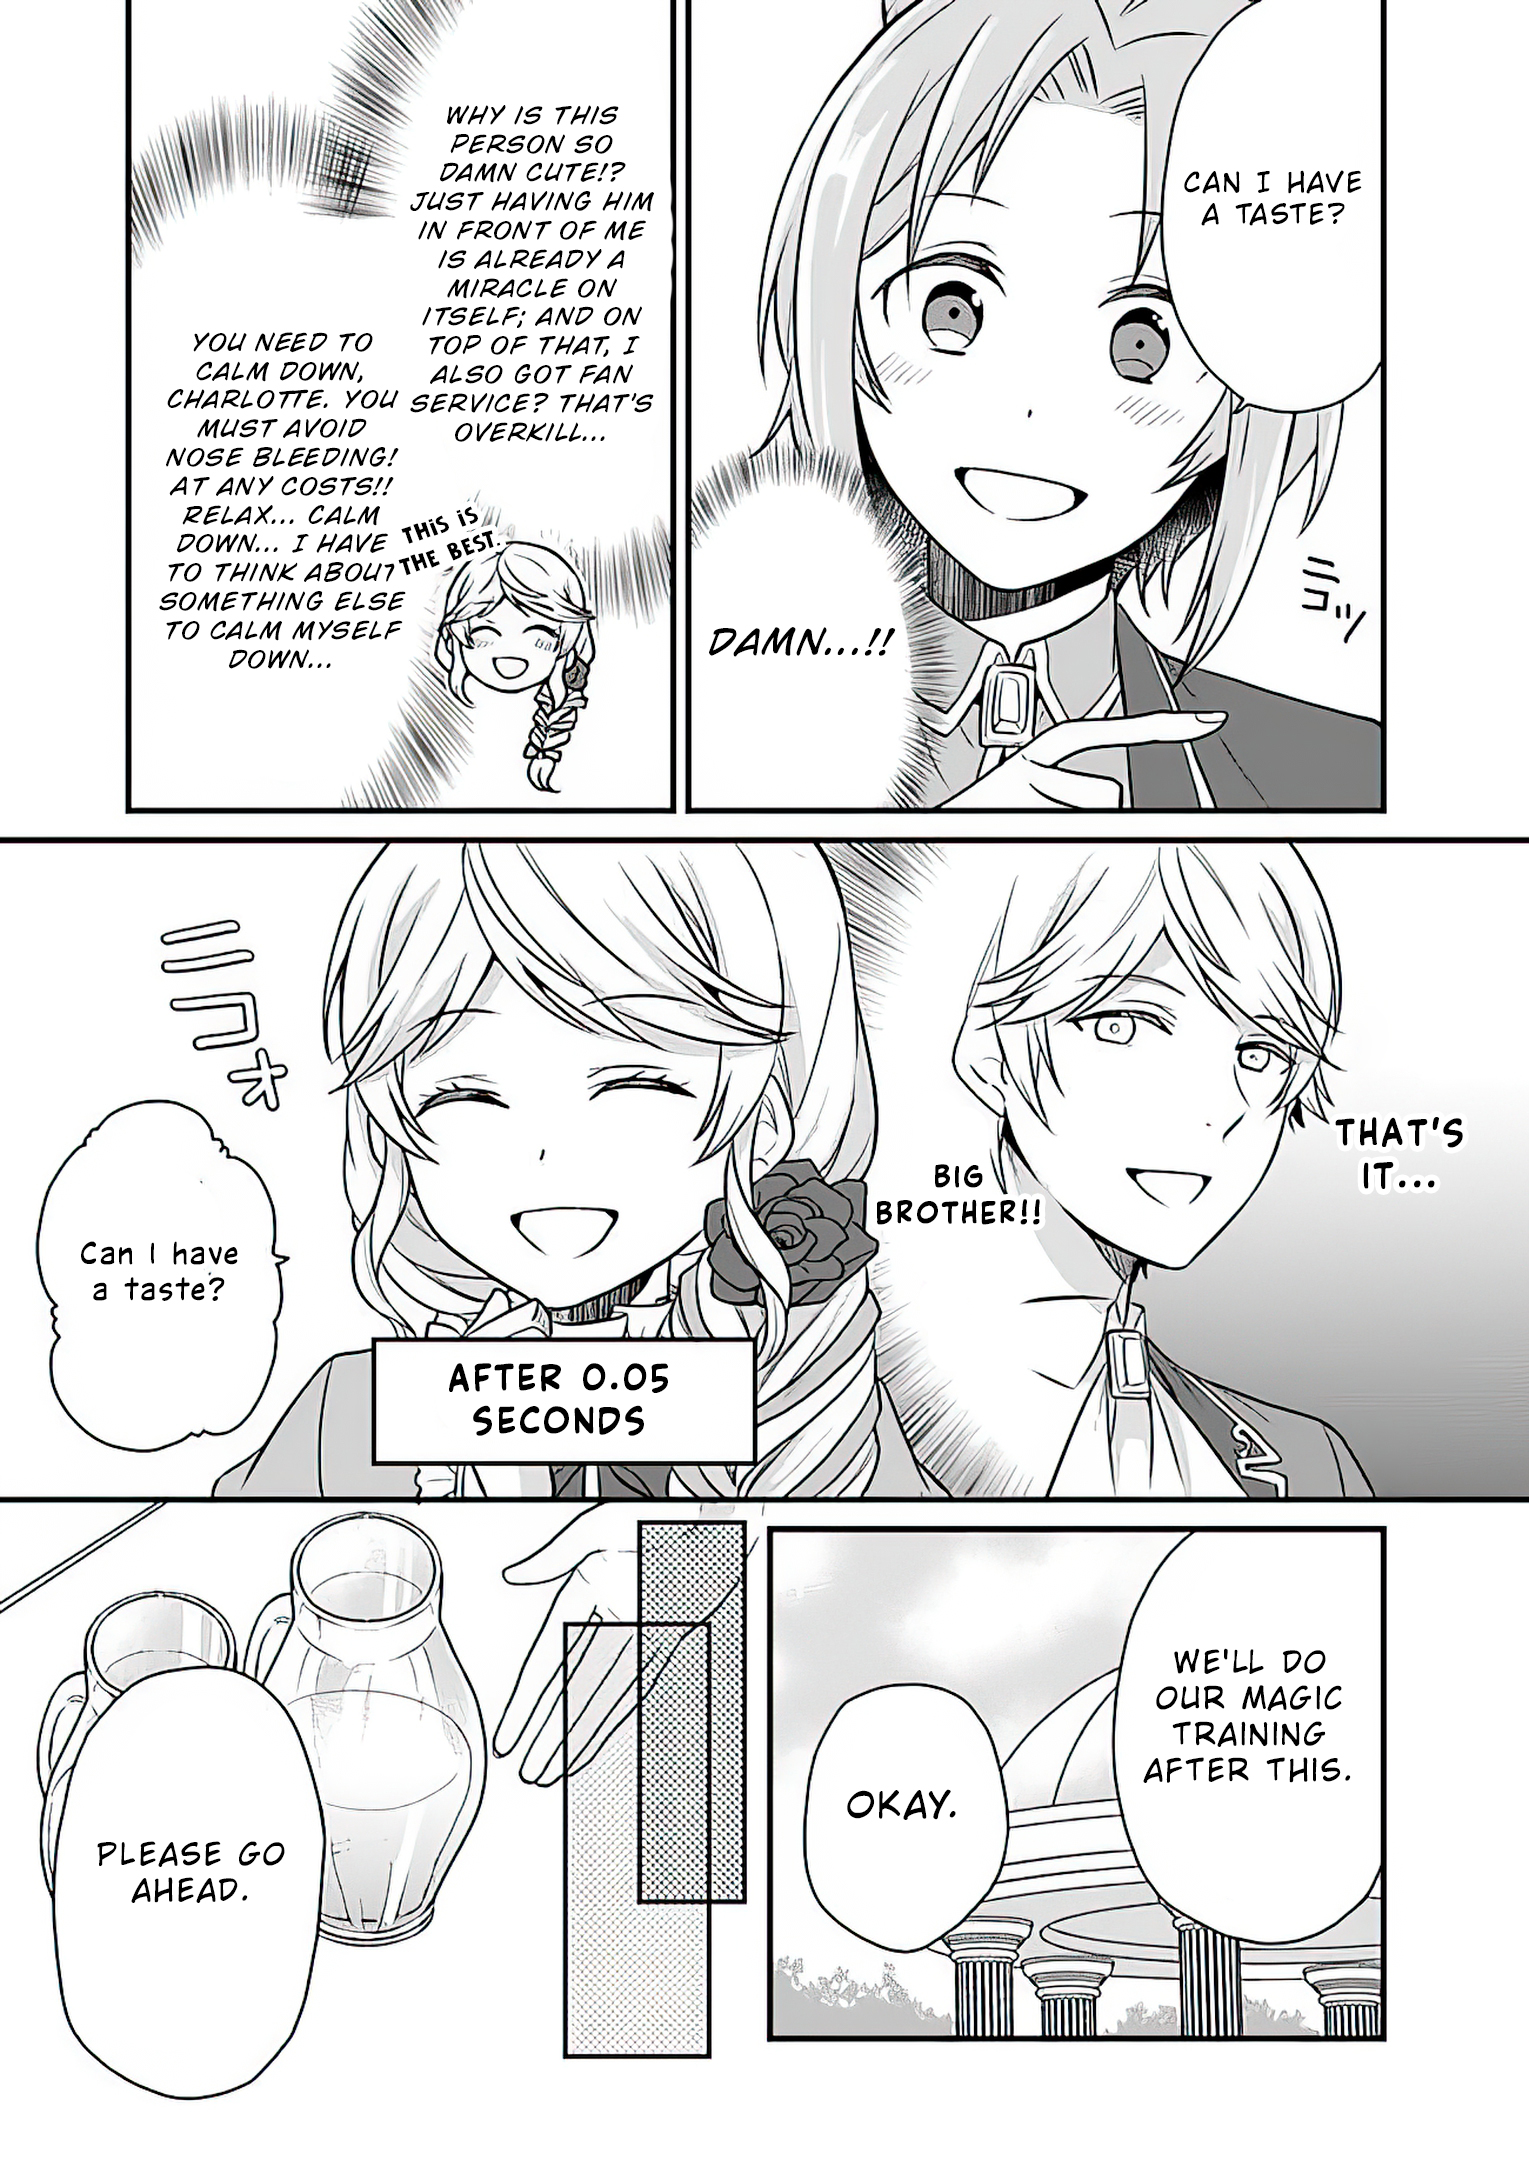 CAN I HAVE
A TASTE?
ニコッ
DAMN...!!
WHY IS THIS
PERSON SO
DAMN CUTE!?
JUST HAVING HIM
IN FRONT OF ME
IS ALREADY A
MIRACLE ON
ITSELF; AND ON
TOP OF THAT, I
ALSO GOT FAN
SERVICE? THAT'S
OVERKILL...
THIS IS
THE BEST.
YOU NEED TO
CALM DOWN,
CHARLOTTE. YOU
MUST AVOID
NOSE BLEEDING!
AT ANY COSTS!!
RELAX... CALM
DOWN... I HAVE
TO THINK ABOUT
SOMETHING ELSE
TO CALM MYSELF
DOWN...
THAT'S
IT...
BIG
BROTHER!!
ニコォ
Can I have
a taste?
AFTER 0.05
SECONDS
WE'LL DO
OUR MAGIC
TRAINING
AFTER THIS.
OKAY.
PLEASE GO
AHEAD.